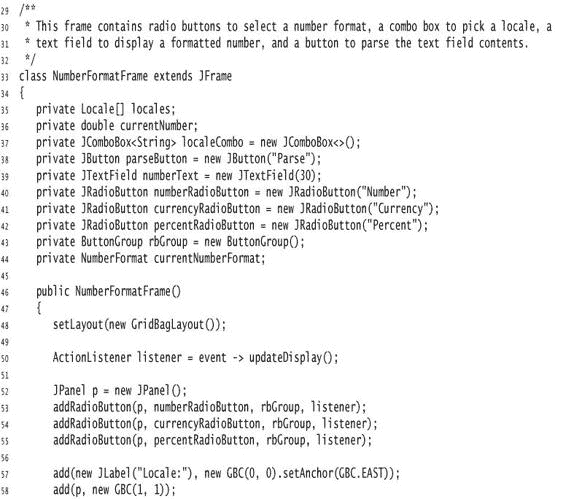 29 /**
30  * This frame contains radio buttons to select a number format, a combo box to pick a locale, a
31  * text field to display a formatted number, and a button to parse the text field contents.
32  */
33 class NumberFormatFrame extends JFrame
34 {
35    private Locale[] locales;
36    private double currentNumber;
37    private JComboBox<String> localeCombo = new JComboBox<>();
38    private JButton parseButton = new JButton("Parse");
39    private JTextField numberText = new JTextField(30);
40    private JRadioButton numberRadioButton = new JRadioButton("Number");
41    private JRadioButton currencyRadioButton = new JRadioButton("Currency");
42    private JRadioButton percentRadioButton = new JRadioButton("Percent");
43    private ButtonGroup rbGroup = new ButtonGroup();
44    private NumberFormat currentNumberFormat;
45
46    public NumberFormatFrame()
47    {
48       setLayout(new GridBagLayout());
49
50       ActionListener listener = event -> updateDisplay();
51
52       JPanel p = new JPanel();
53       addRadioButton(p, numberRadioButton, rbGroup, listener);
54       addRadioButton(p, currencyRadioButton, rbGroup, listener);
55       addRadioButton(p, percentRadioButton, rbGroup, listener);
56
57       add(new JLabel("Locale:"), new GBC(0, 0).setAnchor(GBC.EAST));
58       add(p, new GBC(1, 1));